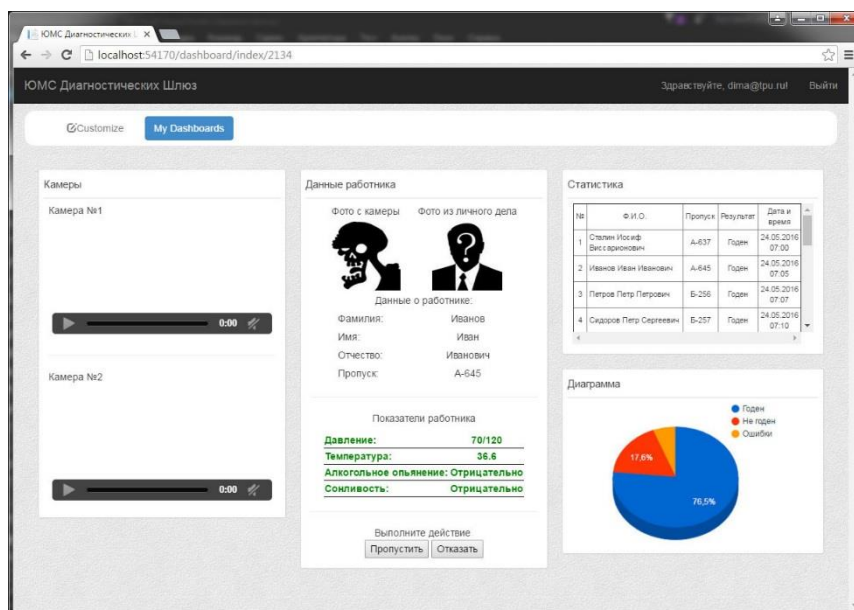 ЮМС Диагностических
localhost:54170/dashboard/index/2134
ЮМС Диагностических Шлюз
Здравствуйте, dima@tpu.ru!
Выйти
Customize
My Dashboards
Камеры
Камера №1
0:00
Камера №2
0:00
Данные работника
Фото с камеры
Фото из личного дела
Данные о работнике:
Фамилия: Иванов
Имя: Иван
Отчество: Иванович
Пропуск: А-645
Показатели работника
Давление: 70/120
Температура: 36.6
Алкогольное опьянение: Отрицательно
Сонливость: Отрицательно
Выполните действие
Пропустить Отказать
Статистика
№ Ф.И.О. Пропуск Результат Дата и
время
1 Сталин Иосиф
Виссарионович А-637 Годен 24.05.2016
07:00
2 Иванов Иван Иванович А-645 Годен 24.05.2016
07:05
3 Петров Петр Петрович Б-256 Годен 24.05.2016
07:07
4 Сидоров Петр Сергеевич Б-257 Годен 24.05.2016
07:10
Диаграмма
Годен
Не годен
Ошибки
17,6%
76,5%